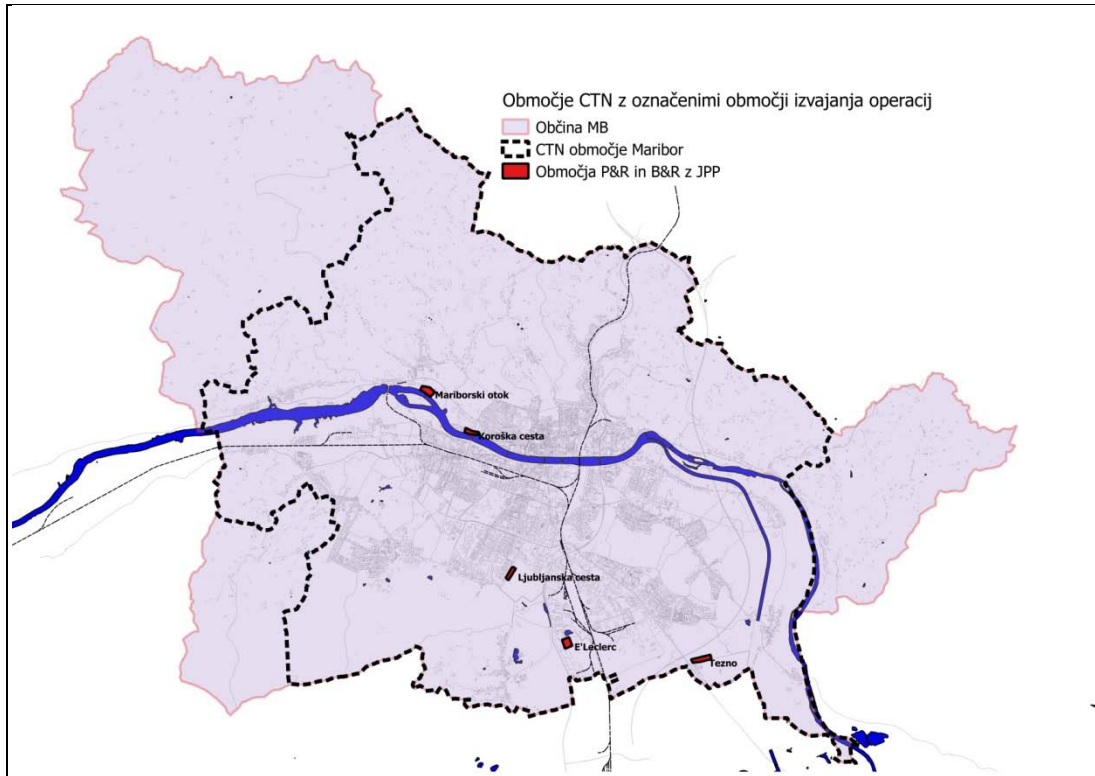 Območje CTN z označenimi območji izvajanja operacij
Občina MB
CTN območje Maribor
Območja P&R in B&R z JPP
Mariborski otok
Koroška cesta
Ljubljanska cesta
E'Leclerc
Tezno